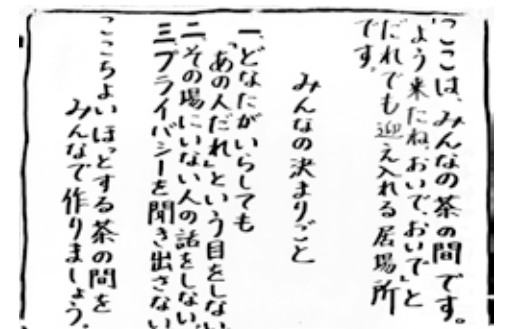 ここは、みんなの茶の間です。
「よう来たね、おいで、おいで」と
だれでも迎え入れる居場所
です。
みんなの決まりごと
一、どなたがいらしても
「あの人だれ」という目をしない
二、その場にいない人の話をしない
三、プライバシーを聞き出さない
ここちよいほっとする茶の間を
みんなで作りましょう。